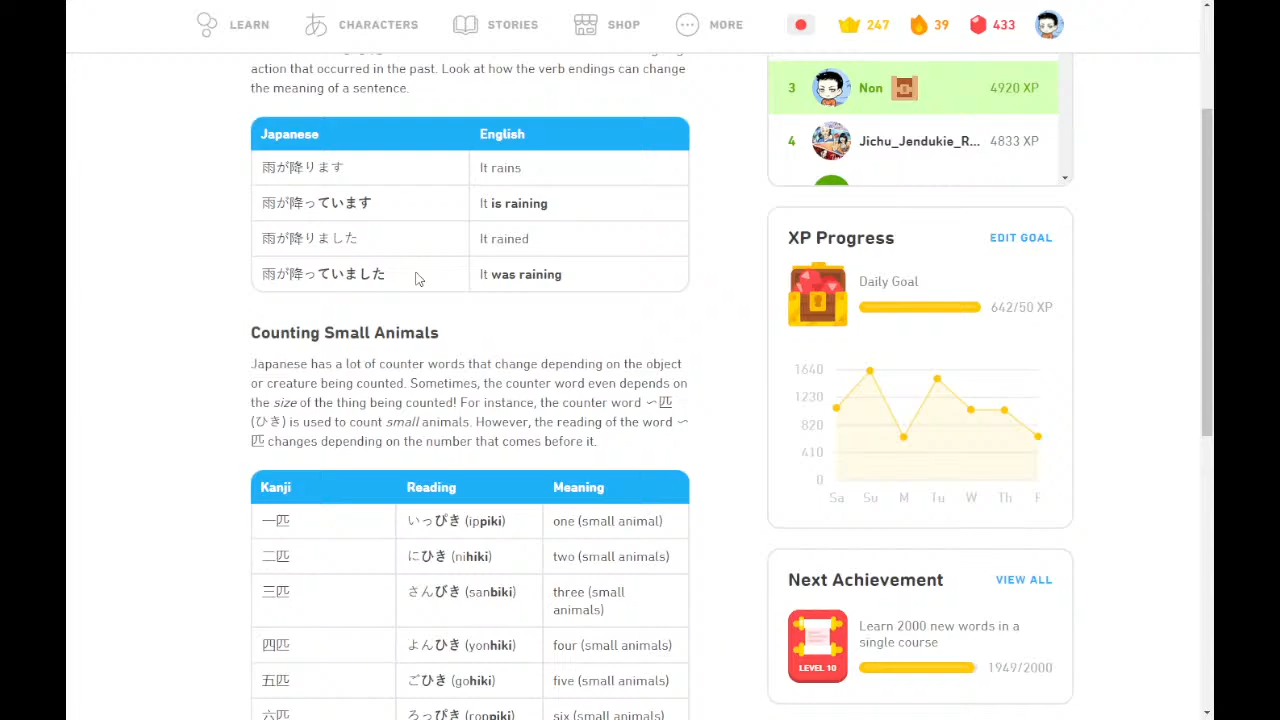 LEARN
CHARACTERS
STORIES
SHOP
MORE
247
39
433
action that occurred in the past. Look at how the verb endings can change
the meaning of a sentence.
Japanese English
雨が降ります It rains
雨が降っています It is raining
雨が降りました It rained
雨が降っていました It was raining
Counting Small Animals
Japanese has a lot of counter words that change depending on the object
or creature being counted. Sometimes, the counter word even depends on
the size of the thing being counted! For instance, the counter word 〜匹
(ひき) is used to count small animals. However, the reading of the word 〜
匹 changes depending on the number that comes before it.
Kanji Reading Meaning
一匹 いっぴき (ippiki) one (small animal)
二匹 にひき (nihiki) two (small animals)
三匹 さんびき (sanbiki) three (small
animals)
四匹 よんひき (yonhiki) four (small animals)
五匹 ごひき (gohiki) five (small animals)
六匹 ろっぴき (roppiki) six (small animals)
3 Non 4920 XP
4 Jichu_Jendukie_R... 4833 XP
XP Progress EDIT GOAL
Daily Goal
642/50 XP
1640
1230
820
410
0
Sa Su M Tu W Th F
Next Achievement VIEW ALL
Learn 2000 new words in a
single course
LEVEL 10
1949/2000